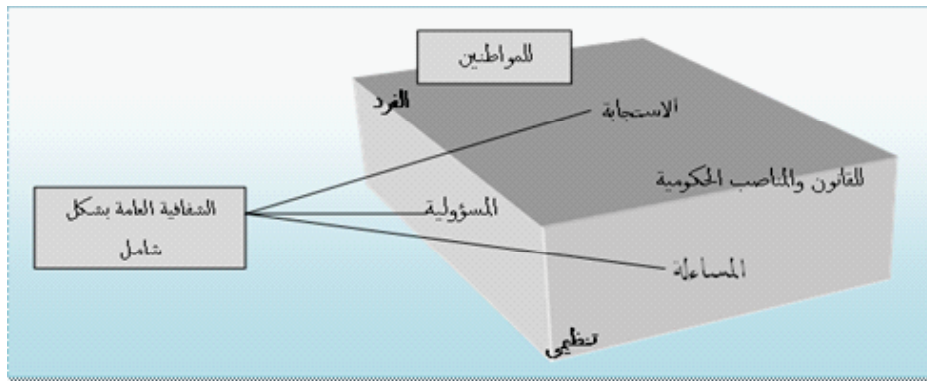 للمواطنين
الفرد
الاستجابة
للقانون والمناصب الحكومية
الشفافية العامة بشكل
شامل
المسؤولية
المساءلة
تنظيمي